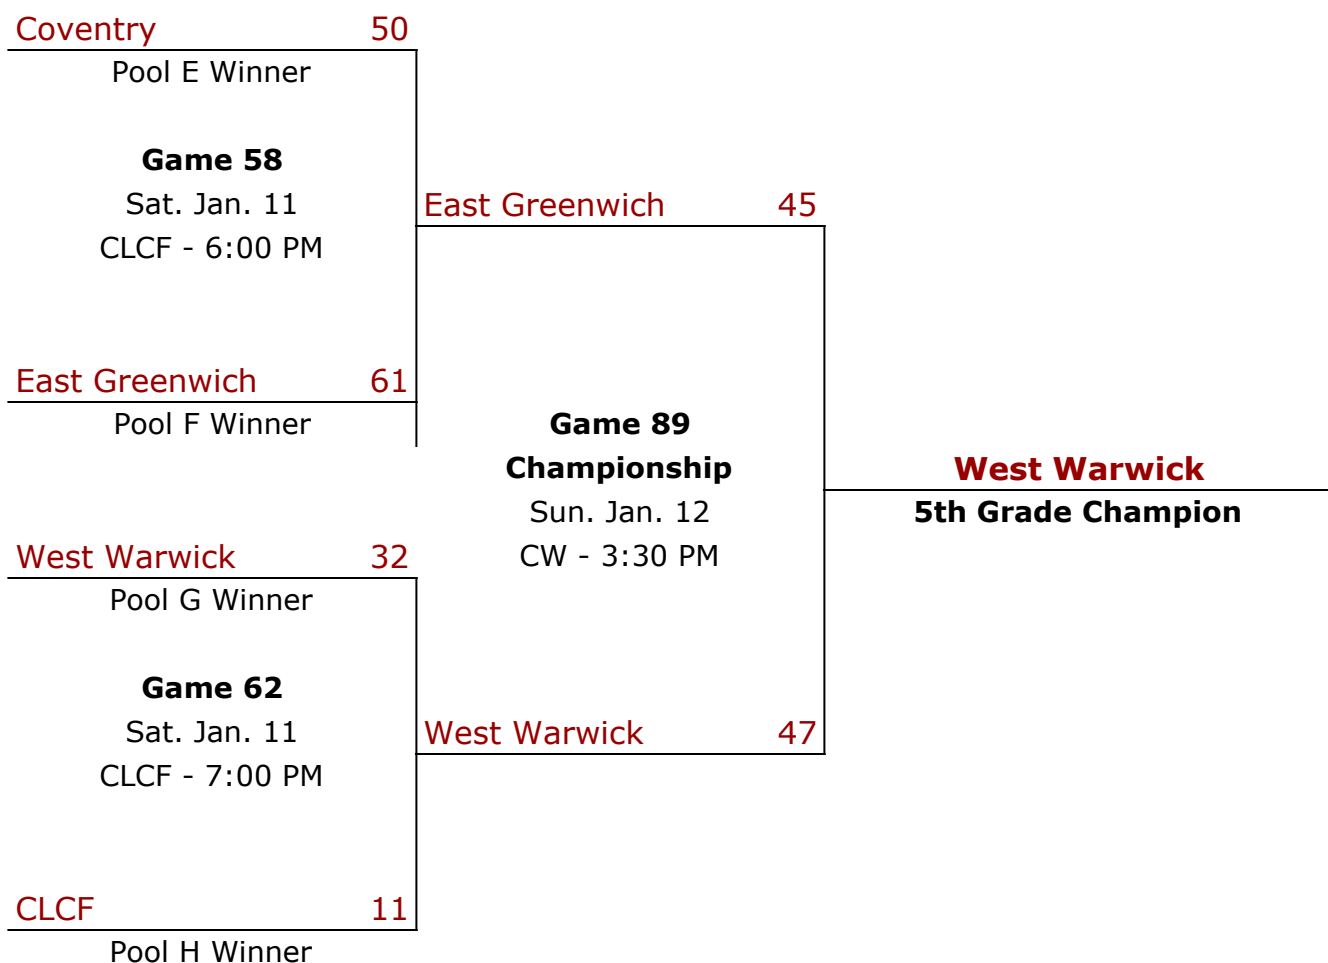 Coventry 50
Pool E Winner
Game 58
Sat. Jan. 11
CLCF - 6:00 PM
East Greenwich 61
Pool F Winner
West Warwick 32
Pool G Winner
Game 62
Sat. Jan. 11
CLCF - 7:00 PM
CLCF 11
Pool H Winner
East Greenwich 45
Game 89
Championship
Sun. Jan. 12
CW - 3:30 PM
West Warwick 47
West Warwick
5th Grade Champion